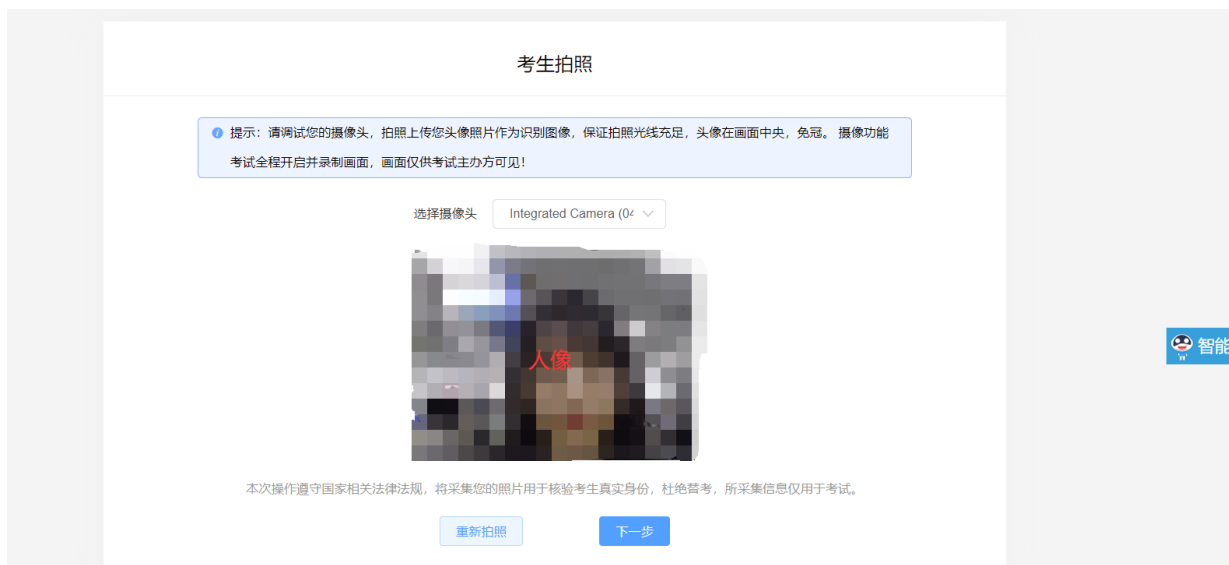 考生拍照
提示：请调试您的摄像头，拍照上传您头像照片作为识别图像，保证拍照光线充足，头像在画面中央，免冠。 摄像功能
考试全程开启并录制画面，画面仅供考试主办方可见！
选择摄像头 Integrated Camera (04
人像
智能
本次操作遵守国家相关法律法规，将采集您的照片用于核验考生真实身份，杜绝替考，所采集信息仅用于考试。
重新拍照 下一步